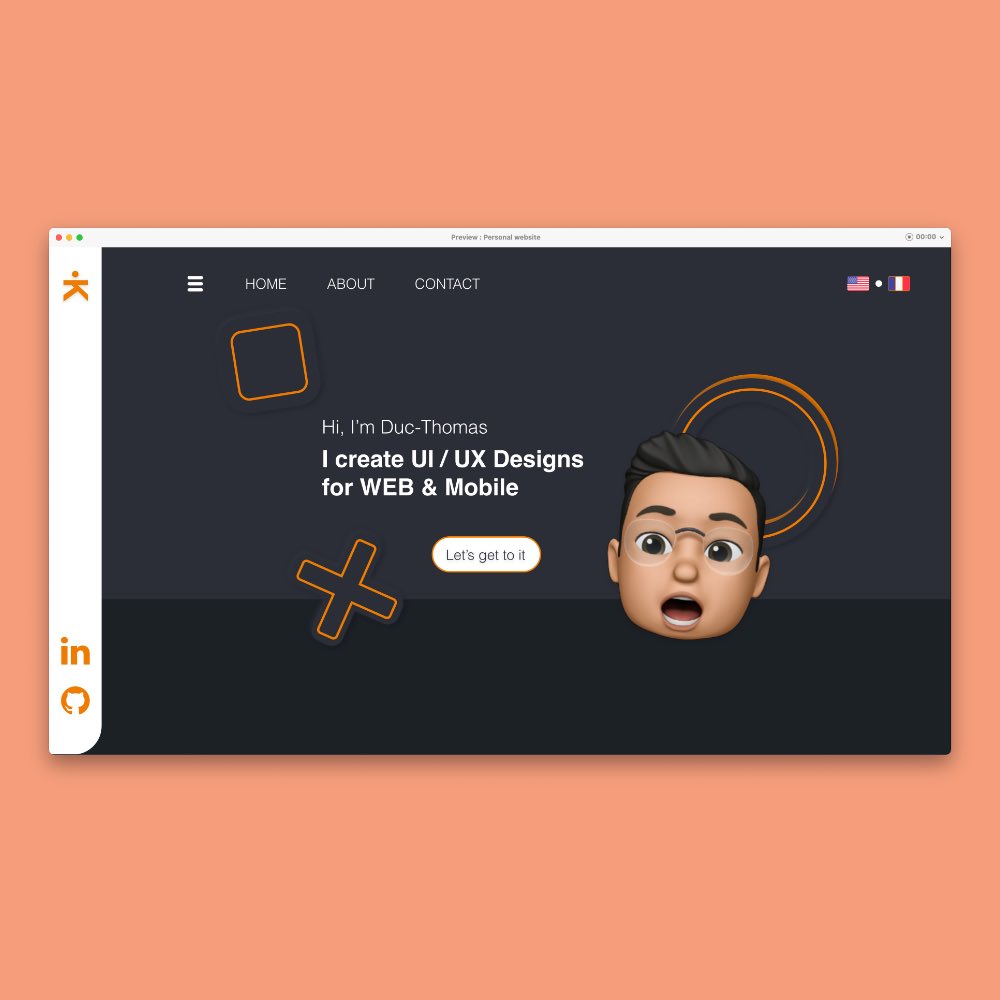 Preview : Personal website
00:00
HOME ABOUT CONTACT
Hi, I'm Duc-Thomas
I create UI / UX Designs
for WEB & Mobile
Let's get to it
in